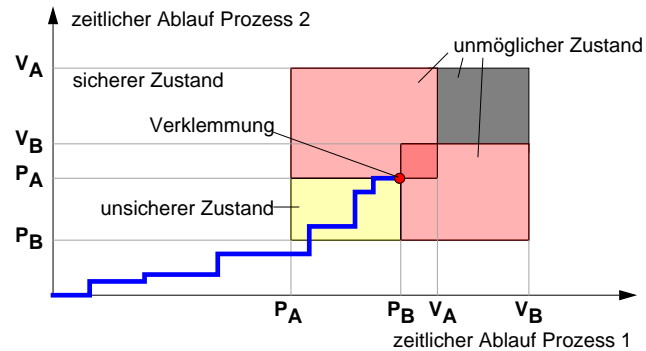 zeitlicher Ablauf Prozess 2
unmöglicher Zustand
VA
sicherer Zustand
Verklemmung
VB
PA
unsicherer Zustand
PB
PA PB VA VB
zeitlicher Ablauf Prozess 1